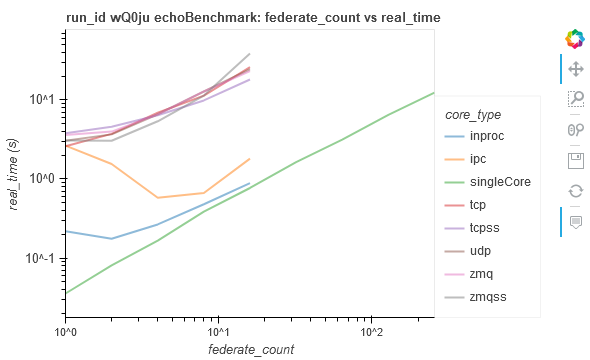 run_id wQ0ju echoBenchmark: federate_count vs real_time
real_time (s)
10^1
10^0
10^-1
10^0
10^1
10^2
federate_count
core_type
inproc
ipc
singleCore
tcp
tcpss
udp
zmq
zmqss